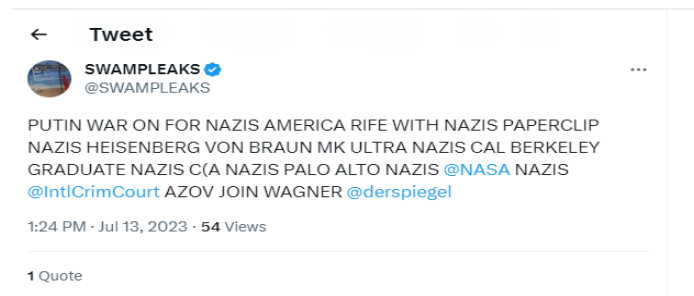 ← Tweet
SWAMPLEAKS
@SWAMPLEAKS
PUTIN WAR ON FOR NAZIS AMERICA RIFE WITH NAZIS PAPERCLIP
NAZIS HEISENBERG VON BRAUN MK ULTRA NAZIS CAL BERKELEY
GRADUATE NAZIS C(A NAZIS PALO ALTO NAZIS @NASA NAZIS
@IntlCrimCourt AZOV JOIN WAGNER @derspiegel
1:24 PM · Jul 13, 2023 · 54 Views
1 Quote